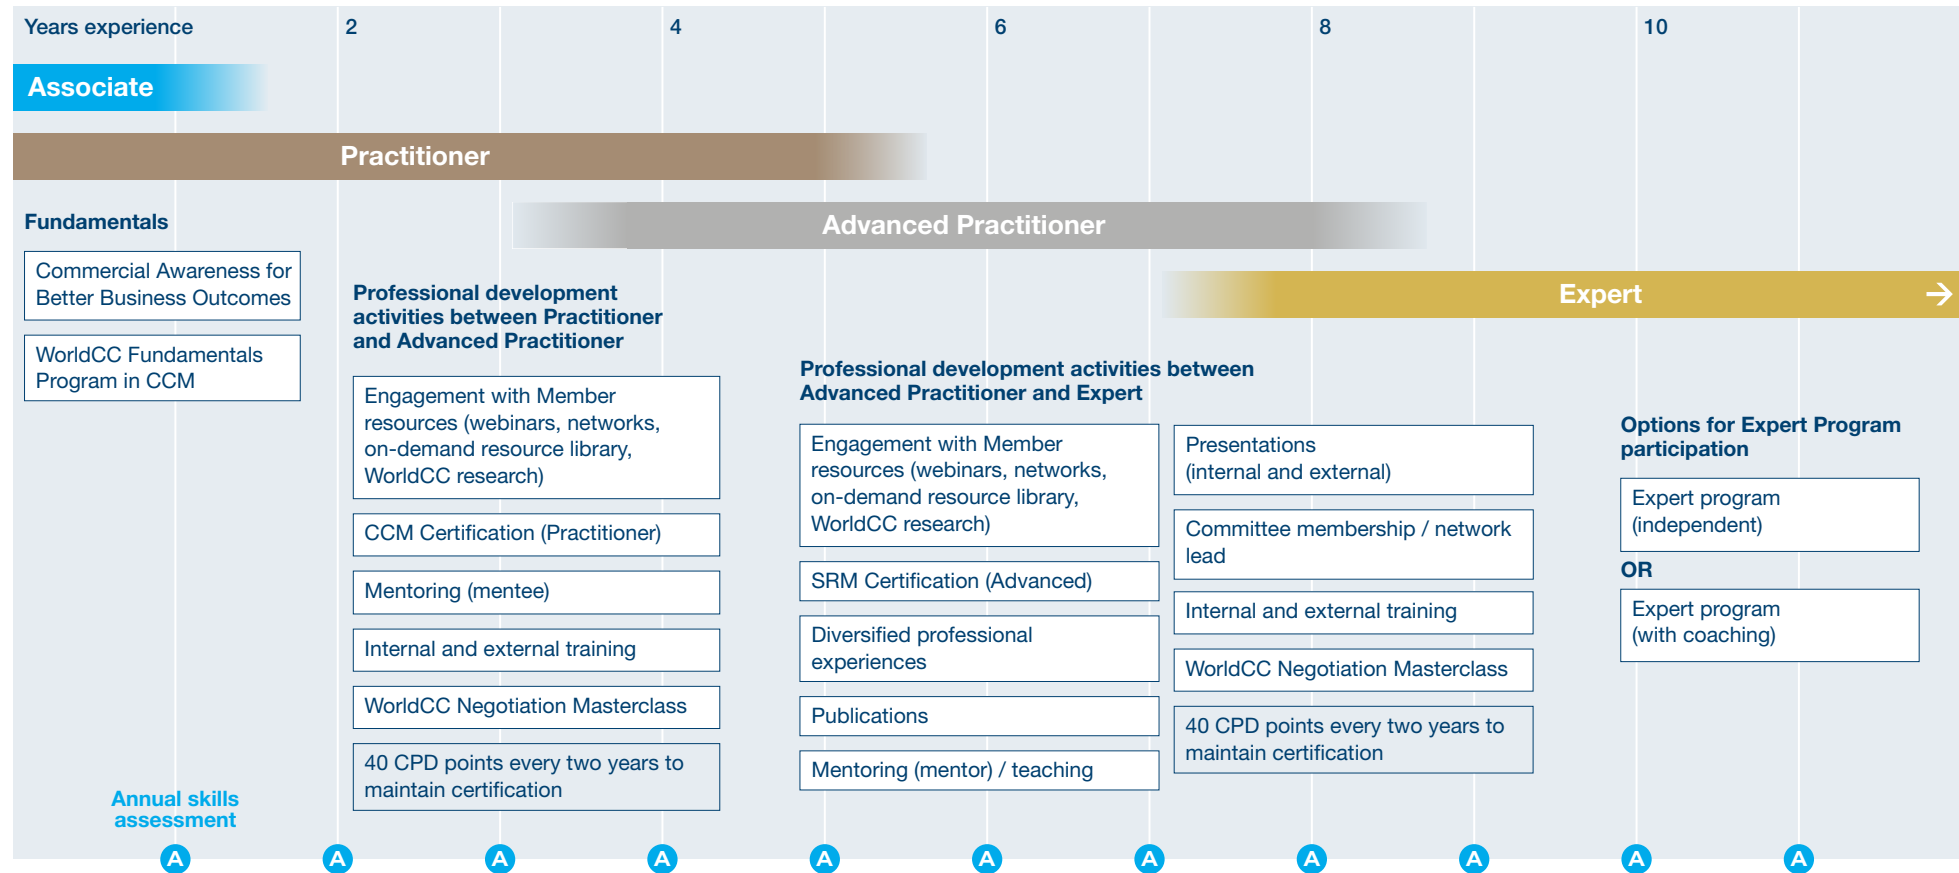 Years experience
2
4
6
8
10
Associate
Practitioner
Advanced Practitioner
Expert
→
Fundamentals
Commercial Awareness for
Better Business Outcomes
WorldCC Fundamentals
Program in CCM
Professional development
activities between Practitioner
and Advanced Practitioner
Engagement with Member
resources (webinars, networks,
on-demand resource library,
WorldCC research)
CCM Certification (Practitioner)
Mentoring (mentee)
Internal and external training
WorldCC Negotiation Masterclass
40 CPD points every two years to
maintain certification
Professional development activities between
Advanced Practitioner and Expert
Engagement with Member
resources (webinars, networks,
on-demand resource library,
WorldCC research)
SRM Certification (Advanced)
Diversified professional
experiences
Publications
Mentoring (mentor) / teaching
Presentations
(internal and external)
Committee membership / network
lead
Internal and external training
WorldCC Negotiation Masterclass
40 CPD points every two years to
maintain certification
Options for Expert Program
participation
Expert program
(independent)
OR
Expert program
(with coaching)
Annual skills
assessment
A
A
A
A
A
A
A
A
A
A
A